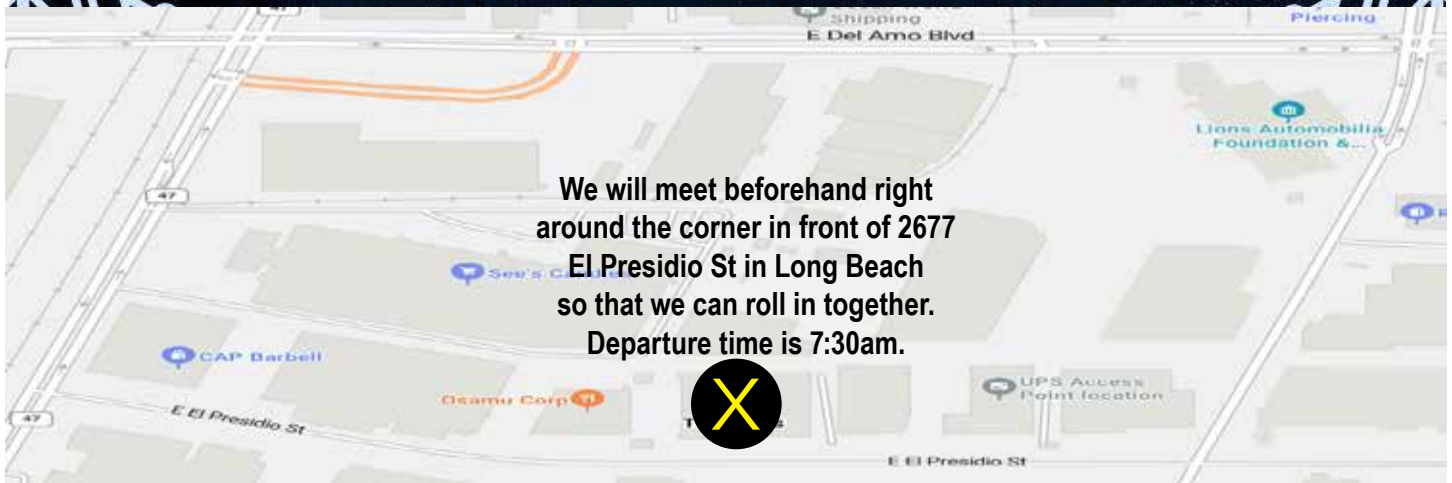 47
Shipping
E Del Amo Blvd
Piercing
Lions Automobilia
Foundation &...
47
We will meet beforehand right
around the corner in front of 2677
El Presidio St in Long Beach
so that we can roll in together.
Departure time is 7:30am.
See's
CAP Barbell
UPS Access
Point location
Osamu Corp
X
47
E El Presidio St
E El Presidio St